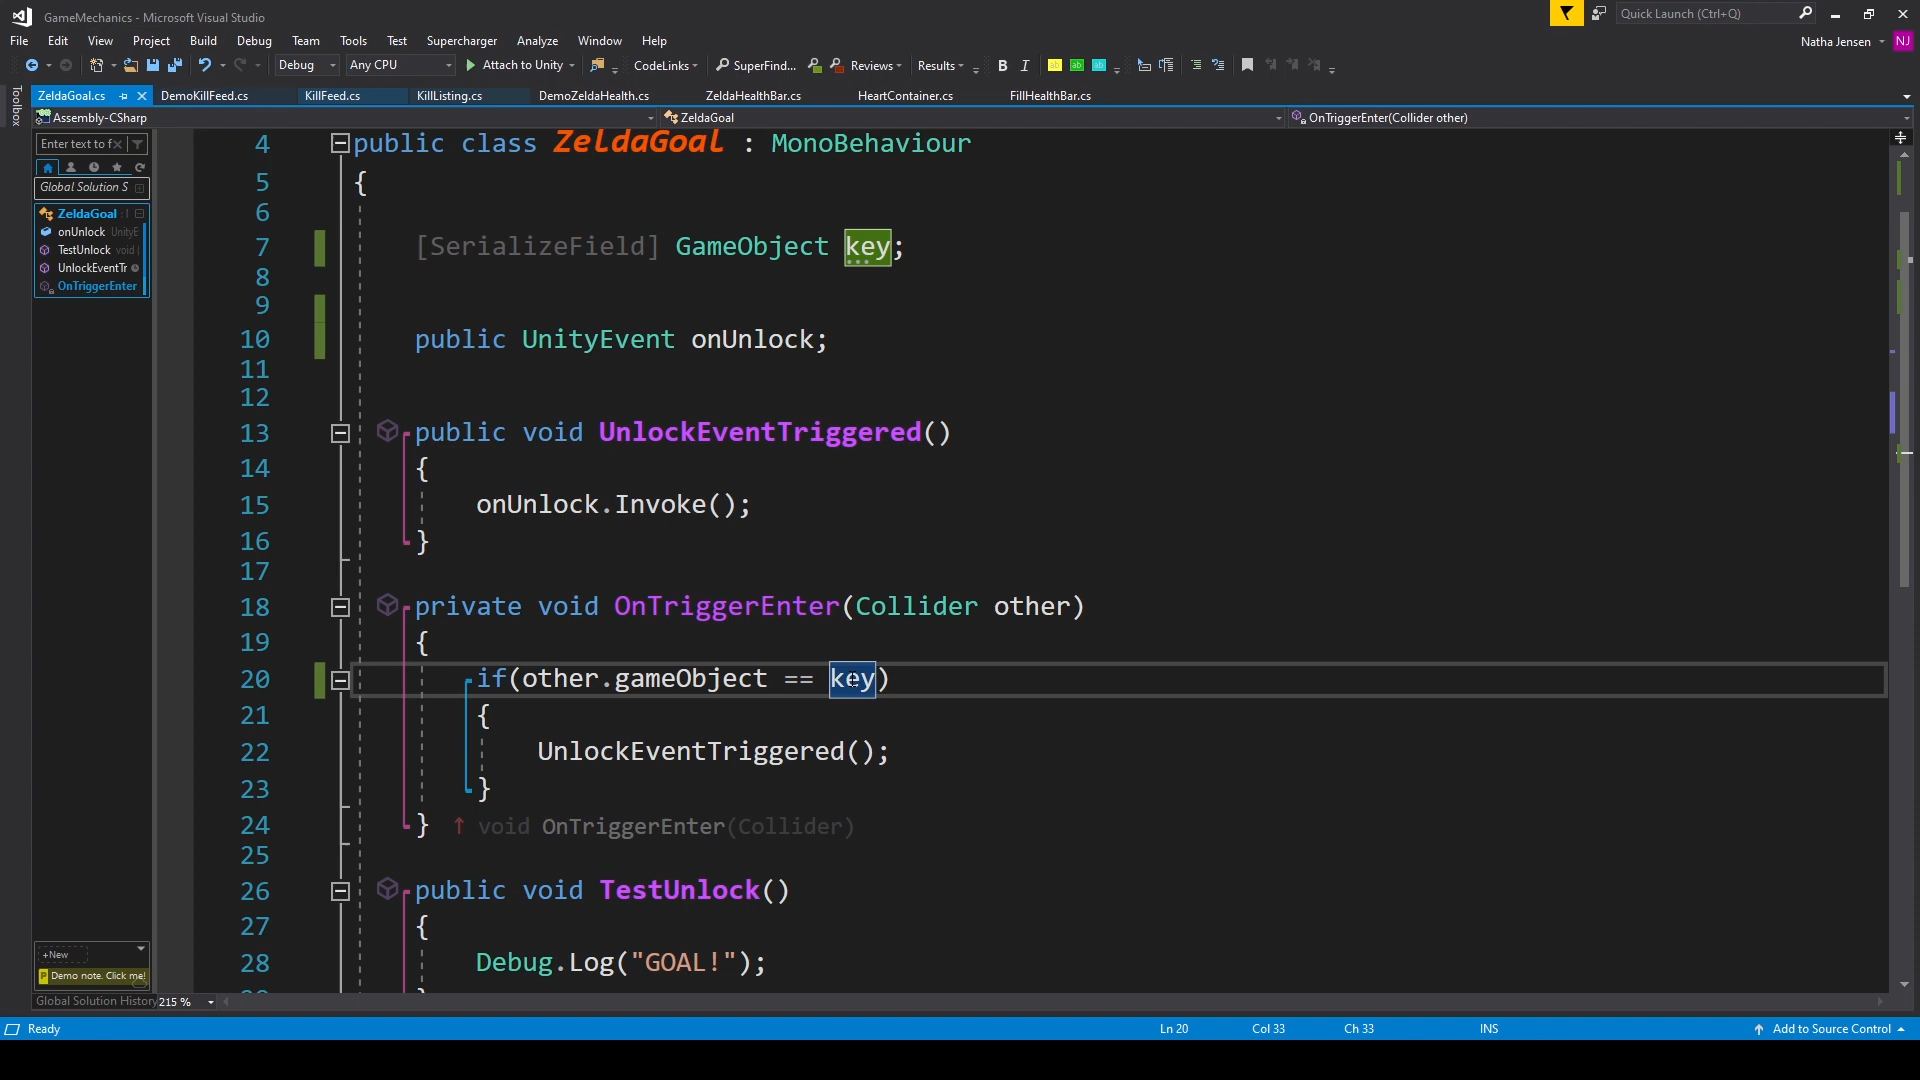 GameMechanics - Microsoft Visual Studio
Quick Launch (Ctrl+Q)
File Edit View Project Build Debug Team Tools Test Supercharger Analyze Window Help
Natha Jensen NJ
Debug Any CPU Attach to Unity CodeLinks SuperFind... Reviews Results B I ab ab ab
Toolbox
ZeldaGoal.cs DemoKillFeed.cs KillFeed.cs KillListing.cs DemoZeldaHealth.cs ZeldaHealthBar.cs HeartContainer.cs FillHealthBar.cs
Assembly-CSharp ZeldaGoal OnTriggerEnter(Collider other)
Enter text to f
Global Solution S
ZeldaGoal :
onUnlock UnityE
TestUnlock void
UnlockEventTr
OnTriggerEnter
4 public class ZeldaGoal : MonoBehaviour
5 {
6
7 [SerializeField] GameObject key;
8
9
10 public UnityEvent onUnlock;
11
12
13 public void UnlockEventTriggered()
14 {
15 onUnlock.Invoke();
16 }
17
18 private void OnTriggerEnter(Collider other)
19 {
20 if(other.gameObject == key)
21 {
22 UnlockEventTriggered();
23 }
24 } ↑ void OnTriggerEnter(Collider)
25
26 public void TestUnlock()
27 {
28 Debug.Log("GOAL!");
+New
Demo note. Click me!
Global Solution History 215 %
Ready Ln 20 Col 33 Ch 33 INS Add to Source Control